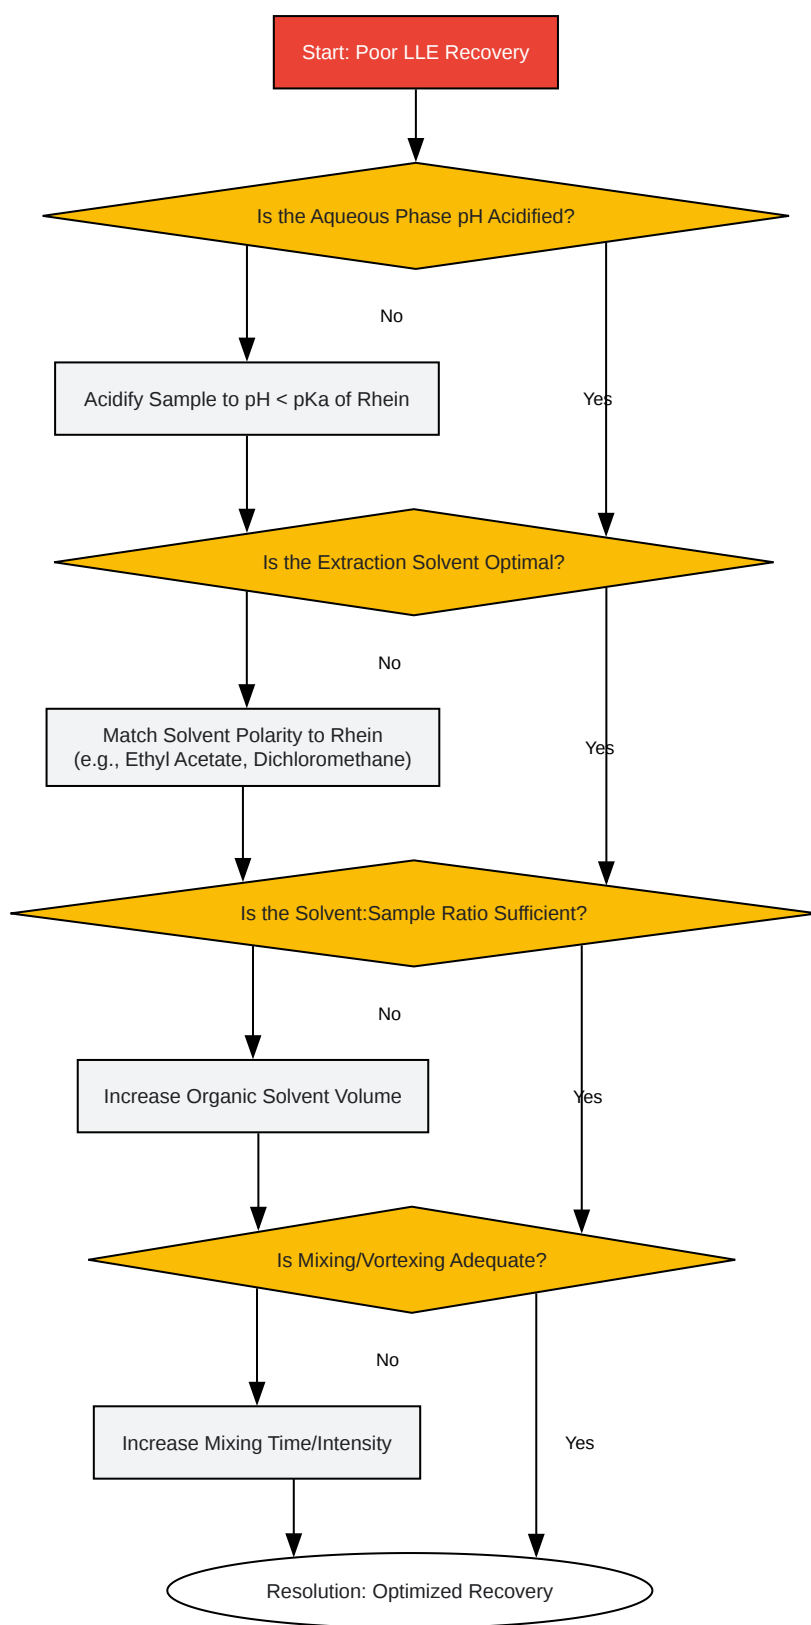 Start: Poor LLE Recovery
Is the Aqueous Phase pH Acidified?
No
Acidify Sample to pH < pKa of Rhein
Yes
Is the Extraction Solvent Optimal?
No
Match Solvent Polarity to Rhein
(e.g., Ethyl Acetate, Dichloromethane)
Yes
Is the Solvent:Sample Ratio Sufficient?
No
Increase Organic Solvent Volume
Yes
Is Mixing/Vortexing Adequate?
No
Increase Mixing Time/Intensity
Yes
Resolution: Optimized Recovery